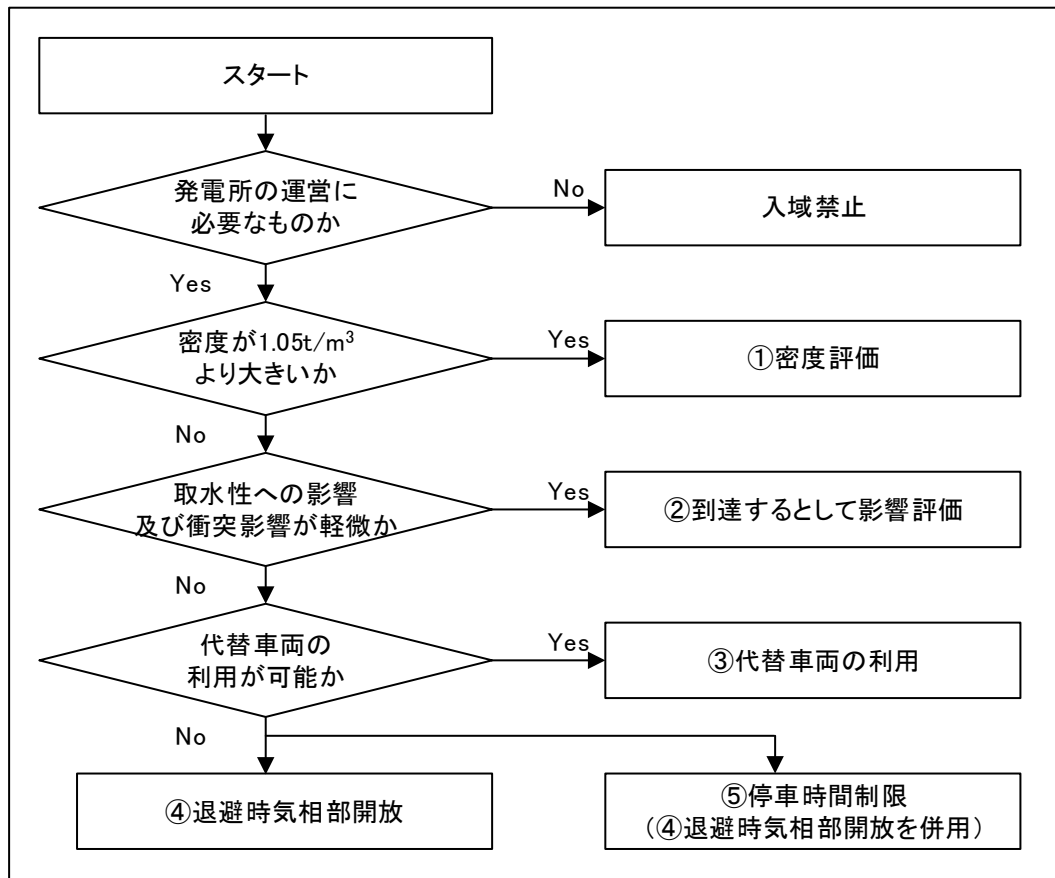 スタート
発電所の運営に
必要なものか
No
入域禁止
Yes
密度が1.05t/m³
より大きいか
Yes
①密度評価
No
取水性への影響
及び衝突影響が軽微か
Yes
②到達するとして影響評価
No
代替車両の
利用が可能か
Yes
③代替車両の利用
No
④退避時気相部開放
⑤停車時間制限
（④退避時気相部開放を併用）